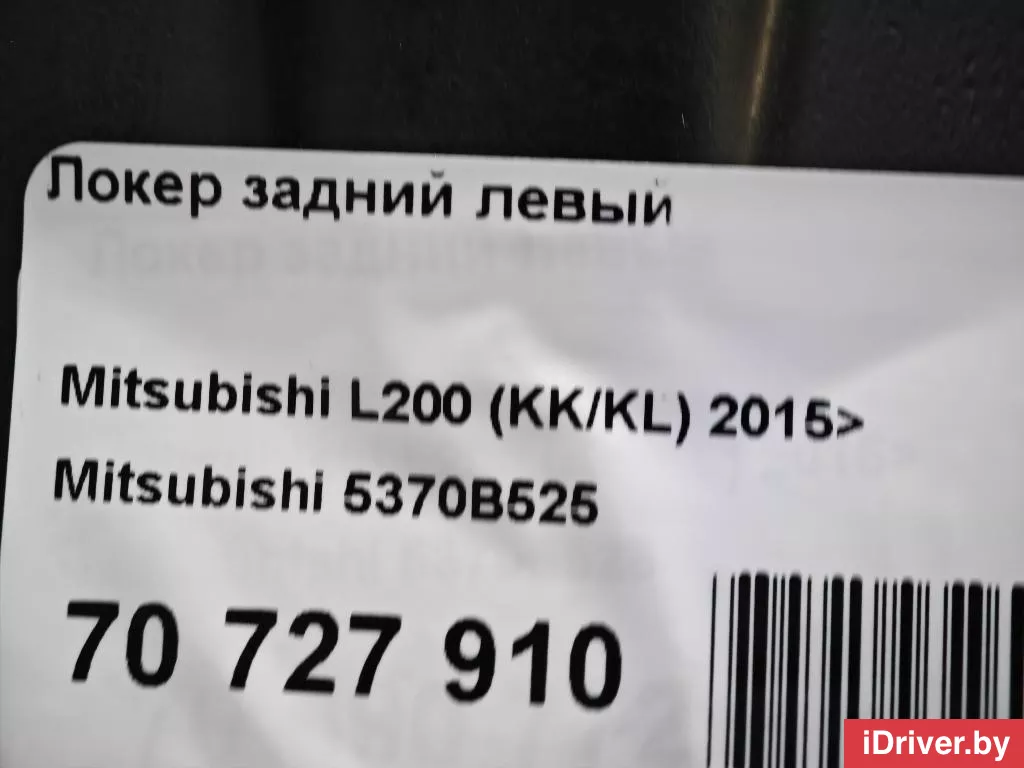 Локер задний левый
Mitsubishi L200 (KK/KL) 2015>
Mitsubishi 5370B525
70 727 910
iDriver.by